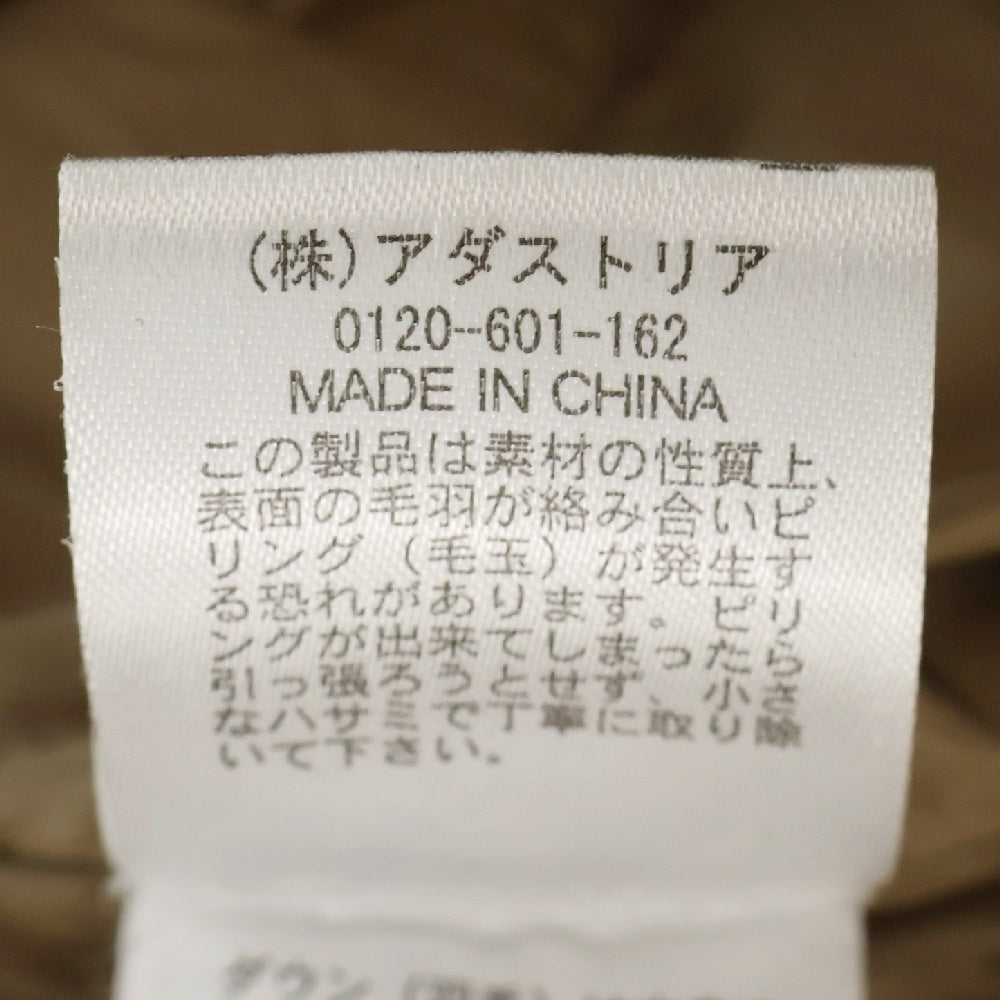 (株)アダストリア
0120-601-162
MADE IN CHINA
この製品は素材の性質上、
表面の毛羽が絡み合いピ
リング(毛玉)が発生す
る恐れがあります。ピリ
ングが出来てしまったら
引っ張ろうとせず、小さ
なハサミで丁寧に取り除
いて下さい。
ダウン